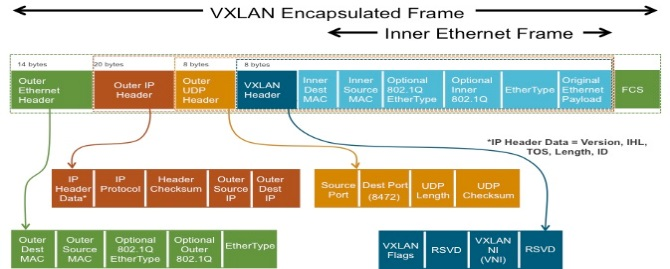 VXLAN Encapsulated Frame
Inner Ethernet Frame
14 bytes
20 bytes
8 bytes
8 bytes
Outer
Ethernet
Header
Outer IP
Header
Outer
UDP
Header
VXLAN
Header
Inner
Dest
MAC
Inner
Source
MAC
Optional
802.1Q
EtherType
Optional
Inner
802.1Q
EtherType
Original
Ethernet
Payload
FCS
*IP Header Data = Version, IHL,
TOS, Length, ID
IP
Header
Data*
IP
Protocol
Header
Checksum
Outer
Source
IP
Outer
Dest
IP
Source
Port
Dest Port
(8472)
UDP
Length
UDP
Checksum
Outer
Dest
MAC
Outer
Source
MAC
Optional
802.1Q
EtherType
Optional
Outer
802.1Q
EtherType
VXLAN
Flags
RSVD
VXLAN
NI
(VNI)
RSVD